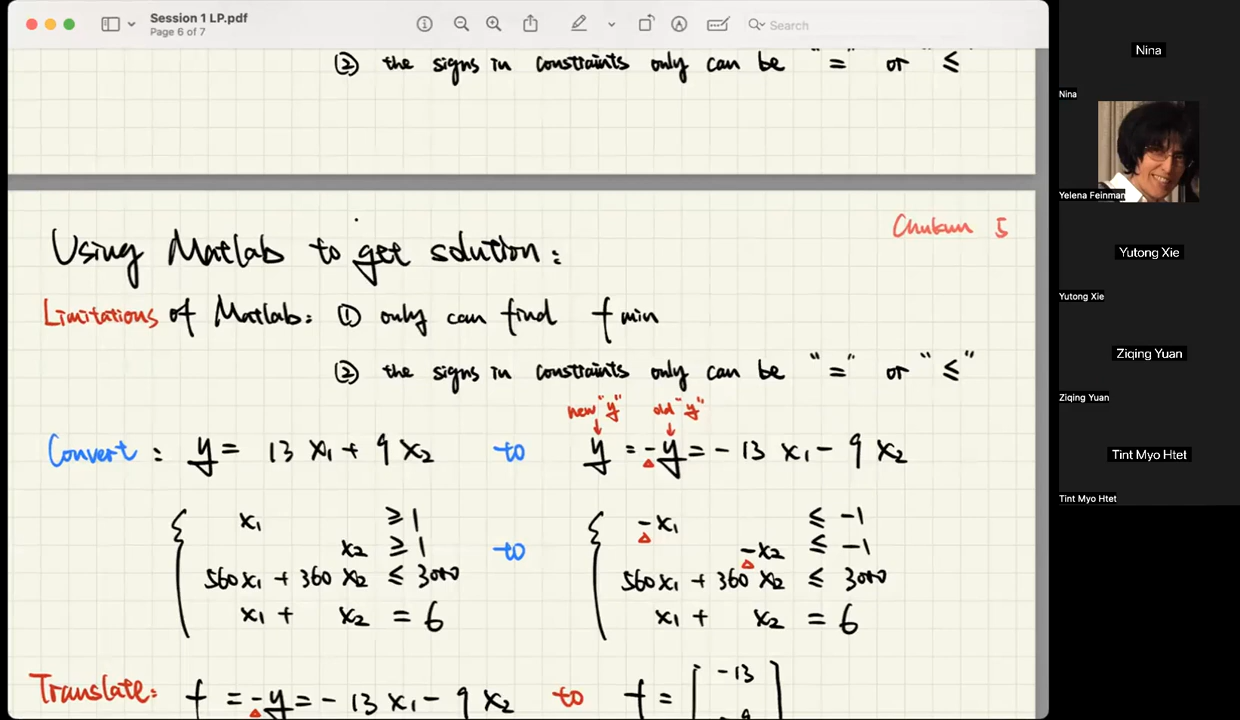 Session 1 LP.pdf
Page 6 of 7
Search
② the signs in constraints only can be "=" or ≤
Chukun 5
Using Matlab to get solution:
Limitations of Matlab: ① only can find f min
② the signs in constraints only can be "=" or "≤"
new "y" old "y"
Convert: y = 13 x₁ + 9 x₂ to y = -y = -13 x₁ - 9 x₂
x₁ ≥ 1 -x₁ ≤ -1
x₂ ≥ 1 to -x₂ ≤ -1
560x₁ + 360 x₂ ≤ 3000 560x₁ + 360 x₂ ≤ 3000
x₁ + x₂ = 6 x₁ + x₂ = 6
Translate: f = -y = -13 x₁ - 9 x₂ to f = [ -13
-9
Nina
Nina
Yelena Feinman
Yutong Xie
Yutong Xie
Ziqing Yuan
Ziqing Yuan
Tint Myo Htet
Tint Myo Htet